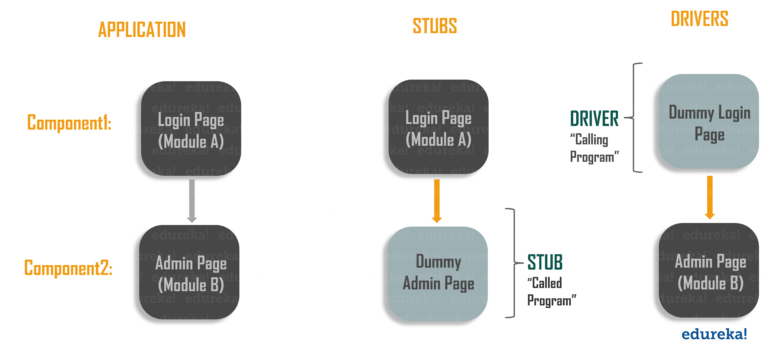 APPLICATION
STUBS
DRIVERS
Component1:
Login Page
(Module A)
Login Page
(Module A)
DRIVER
“Calling
Program”
Dummy Login
Page
Component2:
Admin Page
(Module B)
Dummy
Admin Page
STUB
“Called
Program”
Admin Page
(Module B)
edureka!